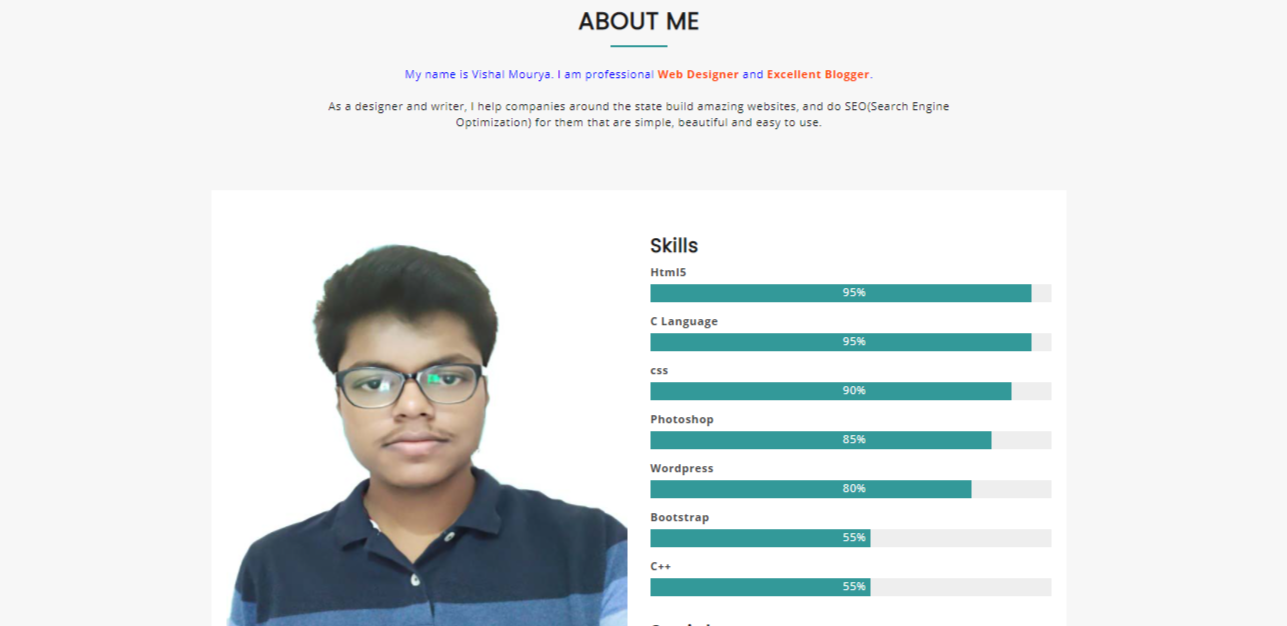 ABOUT ME
My name is Vishal Mourya. I am professional Web Designer and Excellent Blogger.
As a designer and writer, I help companies around the state build amazing websites, and do SEO(Search Engine
Optimization) for them that are simple, beautiful and easy to use.
Skills
Html5
95%
C Language
95%
css
90%
Photoshop
85%
Wordpress
80%
Bootstrap
55%
C++
55%